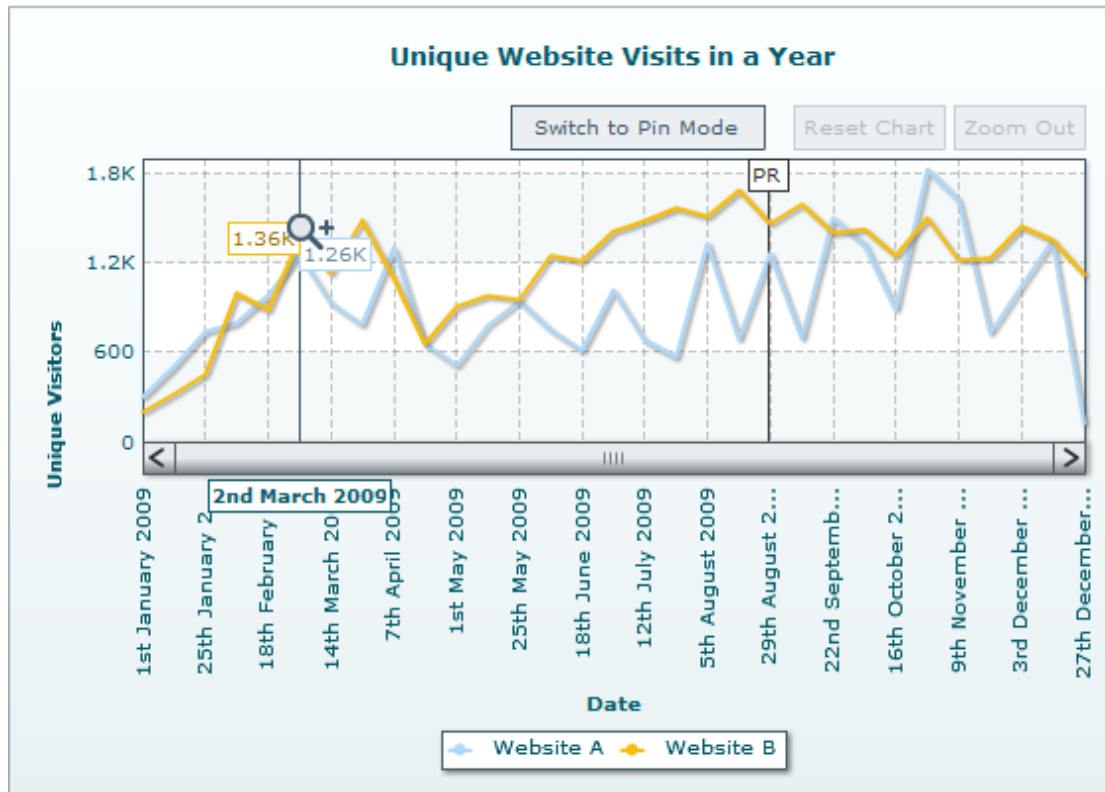 Unique Website Visits in a Year
Switch to Pin Mode
Reset Chart
Zoom Out
1.8K
PR
1.36K
1.26K
1.2K
600
0
Unique Visitors
2nd March 2009
1st January 2009
25th January 2
18th February
14th March 20
7th April 2009
1st May 2009
25th May 2009
18th June 2009
12th July 2009
5th August 2009
29th August 2...
22nd Septemb...
16th October 2...
9th November ...
3rd December ...
27th December...
Date
Website A
Website B